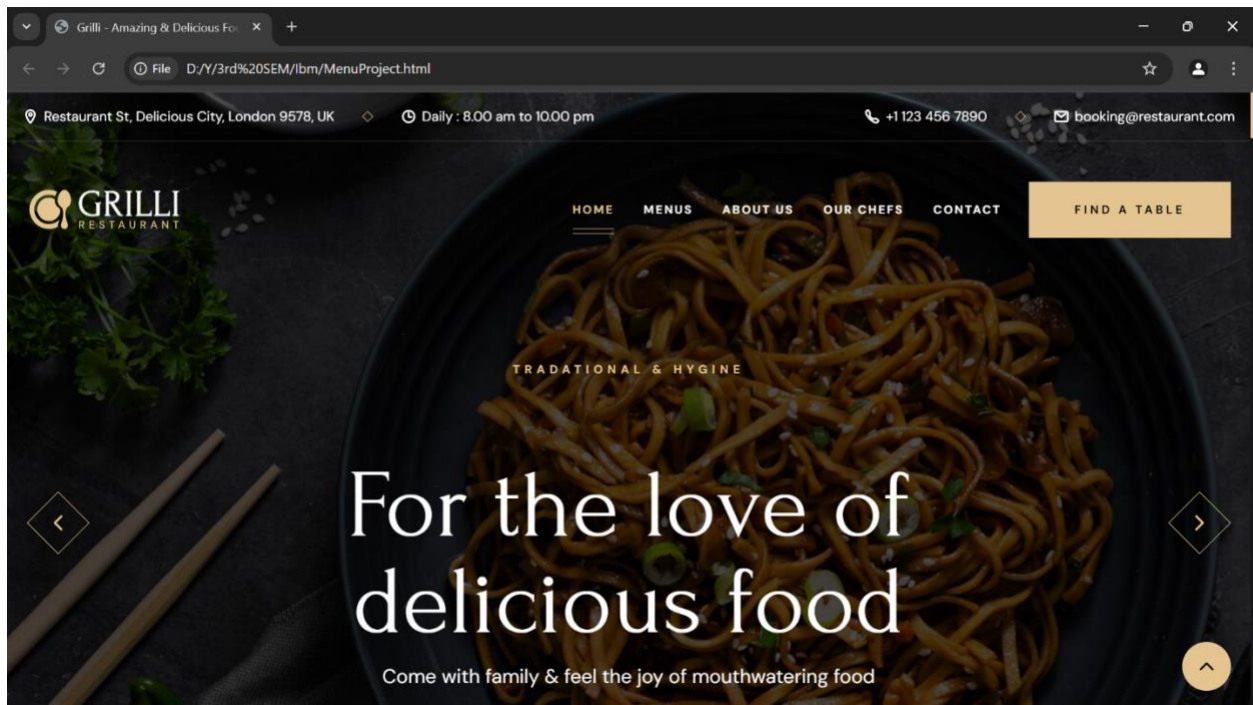 Grilli - Amazing & Delicious Fo
File D:/Y/3rd%20SEM/Ibm/MenuProject.html
Restaurant St, Delicious City, London 9578, UK Daily : 8.00 am to 10.00 pm +1 123 456 7890 booking@restaurant.com
GRILLI
RESTAURANT
HOME MENUS ABOUT US OUR CHEFS CONTACT FIND A TABLE
TRADATIONAL & HYGINE
For the love of
delicious food
Come with family & feel the joy of mouthwatering food